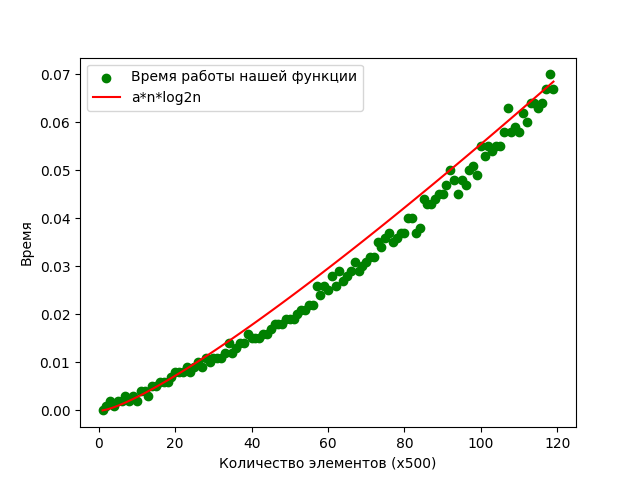 Время работы нашей функции
a*n*log2n
0.07
0.06
0.05
0.04
0.03
0.02
0.01
0.00
Время
0 20 40 60 80 100 120
Количество элементов (x500)